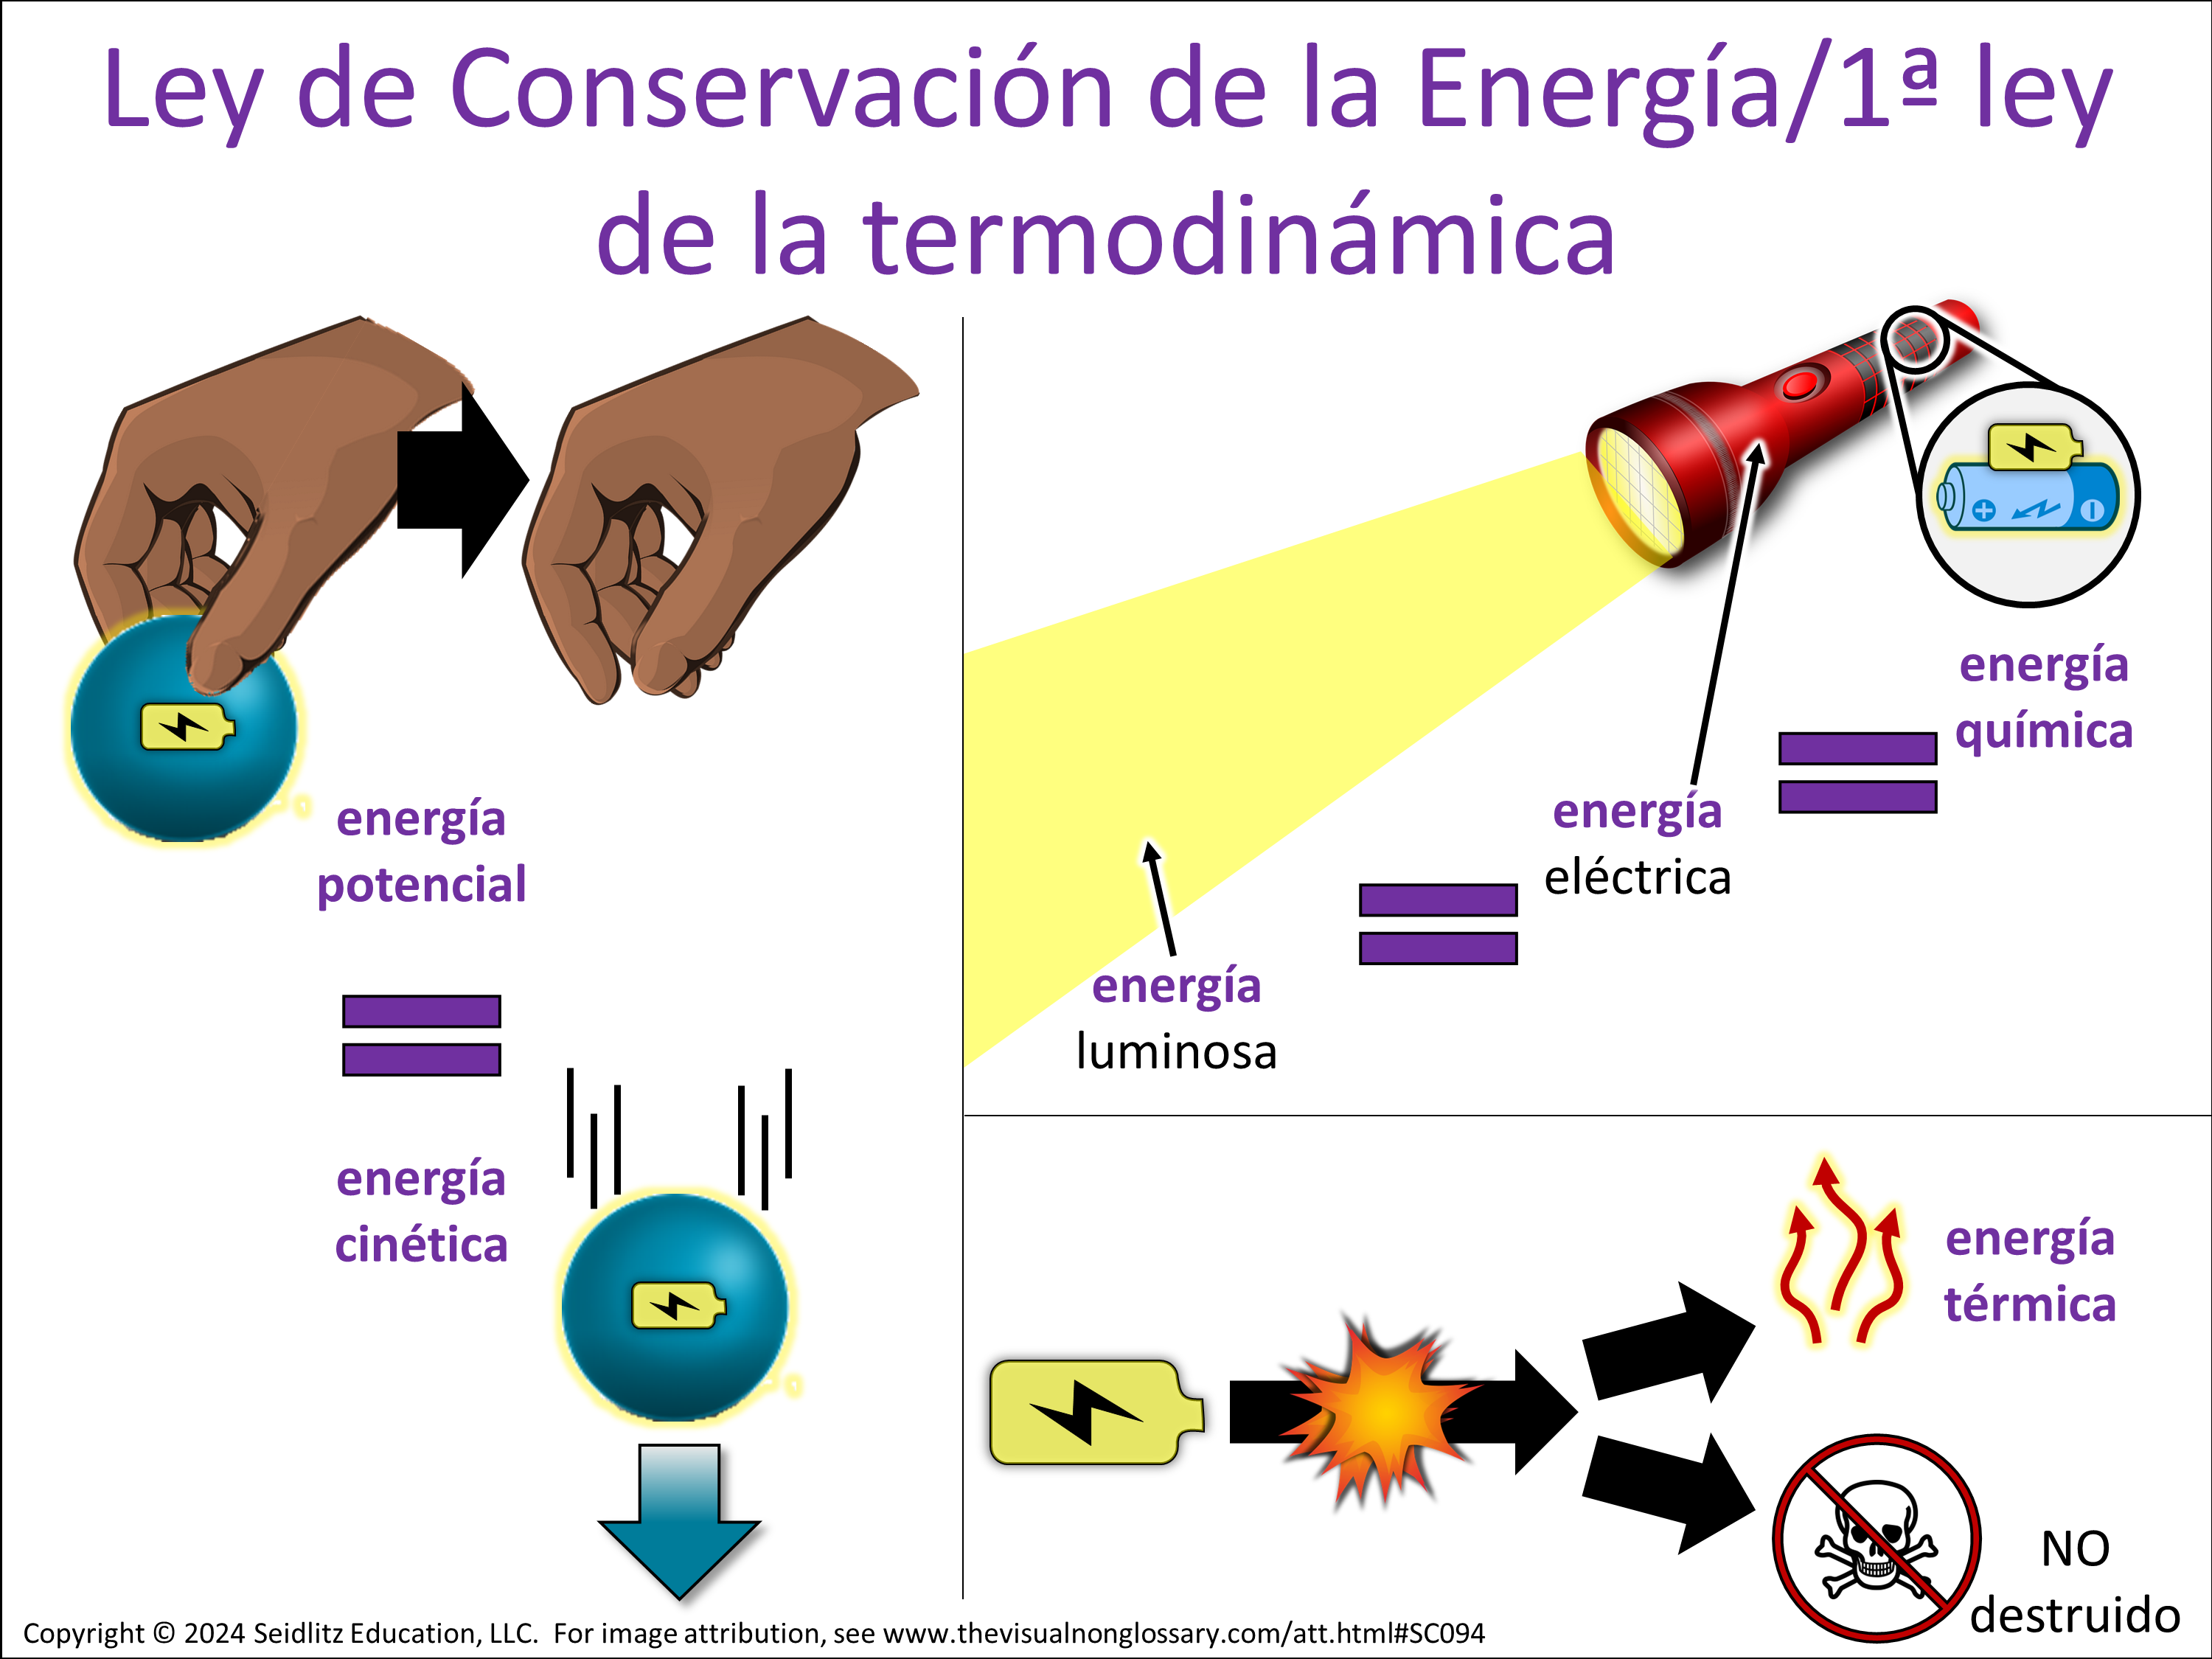 Ley de Conservación de la Energía/1ª ley
de la termodinámica
energía
potencial
energía
cinética
energía
química
energía
eléctrica
energía
luminosa
energía
térmica
NO
destruido
Copyright © 2024 Seidlitz Education, LLC.  For image attribution, see www.thevisualnonglossary.com/att.html#SC094